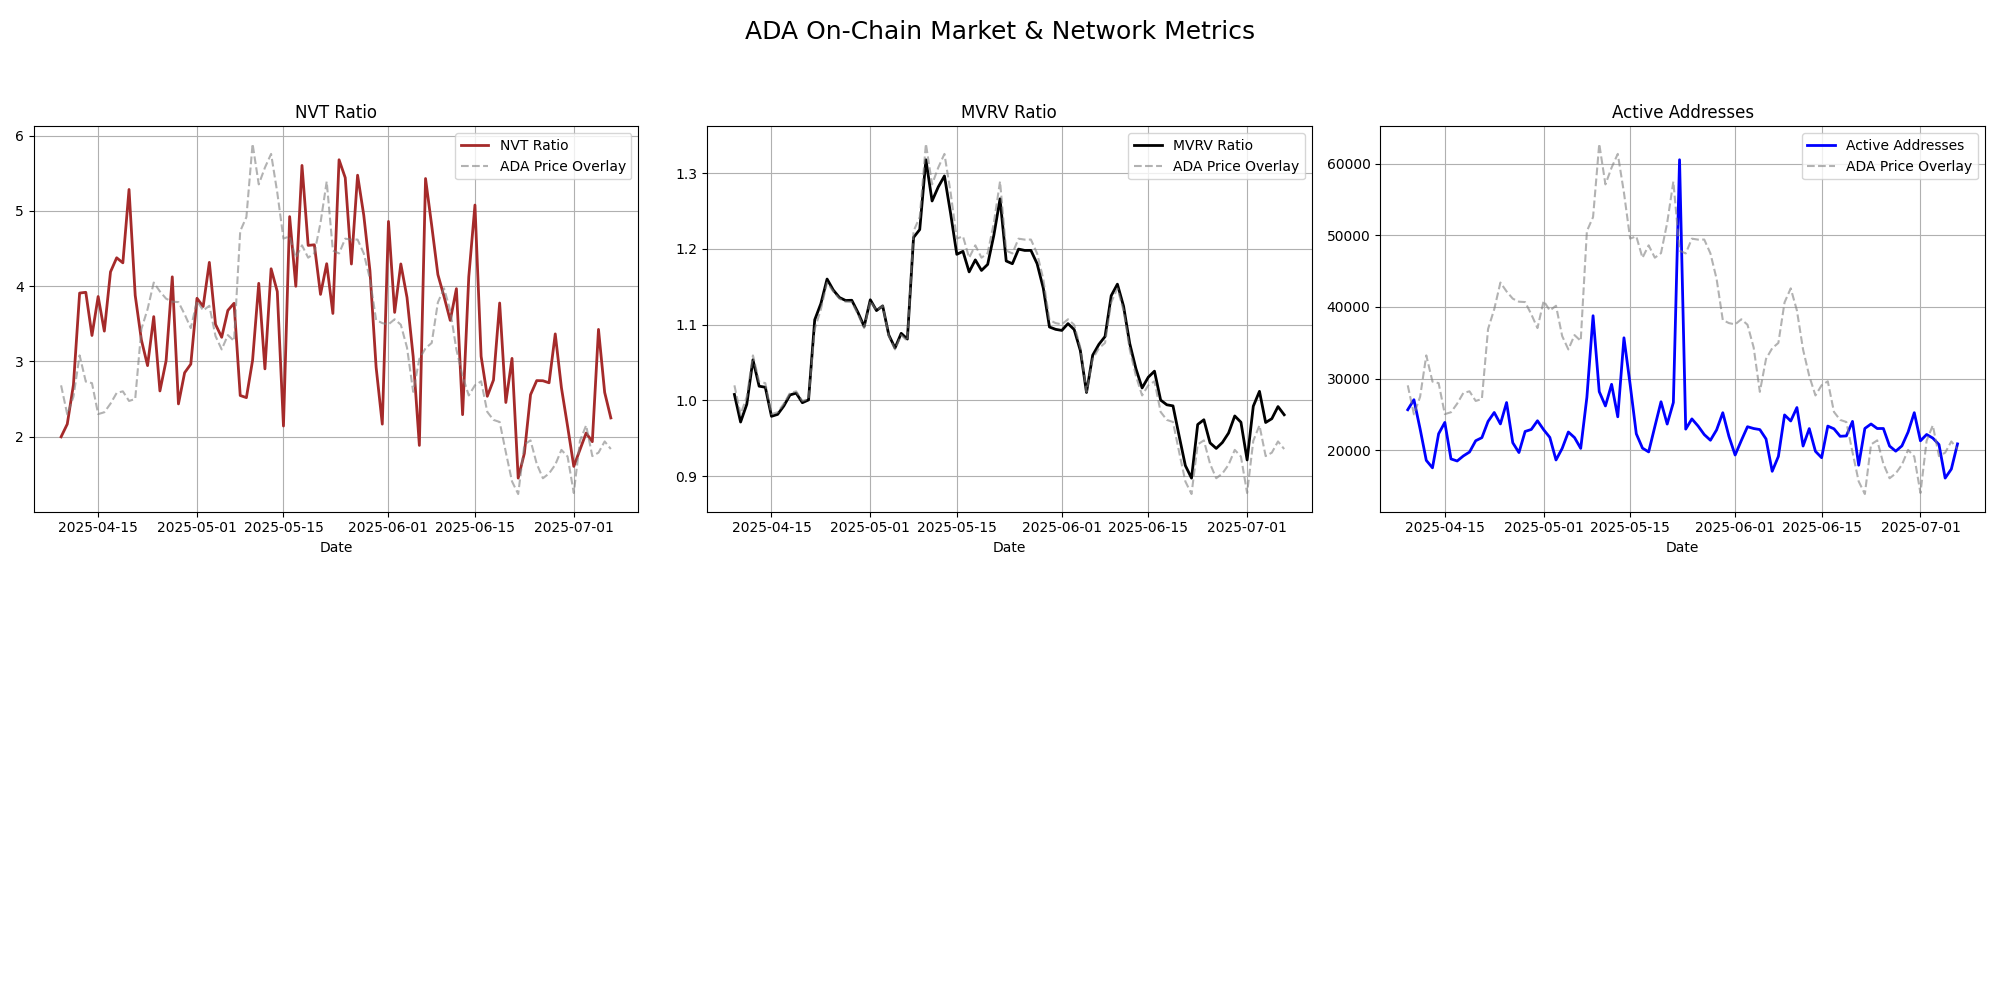 ADA On-Chain Market & Network Metrics
NVT Ratio
NVT Ratio
ADA Price Overlay
6
5
4
3
2
2025-04-15
2025-05-01
2025-05-15
2025-06-01
2025-06-15
2025-07-01
Date
MVRV Ratio
MVRV Ratio
ADA Price Overlay
1.3
1.2
1.1
1.0
0.9
2025-04-15
2025-05-01
2025-05-15
2025-06-01
2025-06-15
2025-07-01
Date
Active Addresses
Active Addresses
ADA Price Overlay
60000
50000
40000
30000
20000
2025-04-15
2025-05-01
2025-05-15
2025-06-01
2025-06-15
2025-07-01
Date